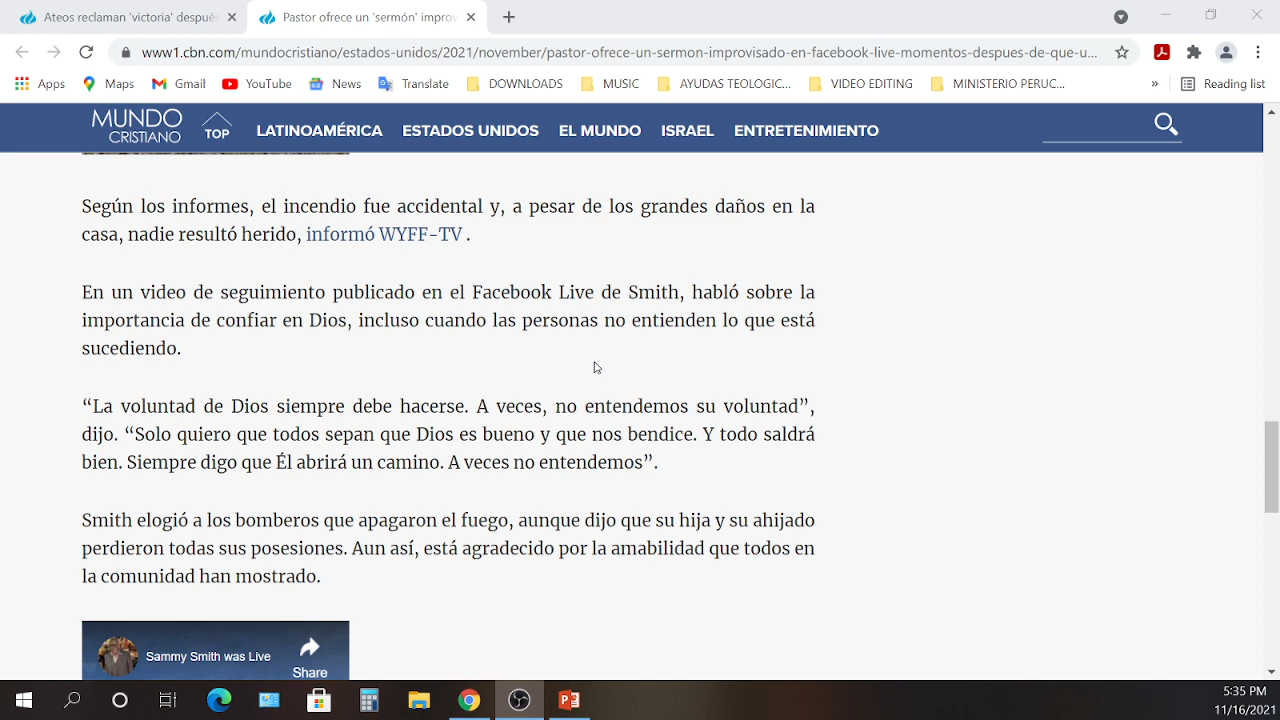 Ateos reclaman 'victoria' despué
Pastor ofrece un 'sermón' improv
www1.cbn.com/mundocristiano/estados-unidos/2021/november/pastor-ofrece-un-sermon-improvisado-en-facebook-live-momentos-despues-de-que-u...
Apps Maps Gmail YouTube News Translate DOWNLOADS MUSIC AYUDAS TEOLOGIC... VIDEO EDITING MINISTERIO PERUC... » Reading list
MUNDO
CRISTIANO
TOP LATINOAMÉRICA ESTADOS UNIDOS EL MUNDO ISRAEL ENTRETENIMIENTO
Según los informes, el incendio fue accidental y, a pesar de los grandes daños en la
casa, nadie resultó herido, informó WYFF-TV .
En un video de seguimiento publicado en el Facebook Live de Smith, habló sobre la
importancia de confiar en Dios, incluso cuando las personas no entienden lo que está
sucediendo.
“La voluntad de Dios siempre debe hacerse. A veces, no entendemos su voluntad”,
dijo. “Solo quiero que todos sepan que Dios es bueno y que nos bendice. Y todo saldrá
bien. Siempre digo que Él abrirá un camino. A veces no entendemos”.
Smith elogió a los bomberos que apagaron el fuego, aunque dijo que su hija y su ahijado
perdieron todas sus posesiones. Aun así, está agradecido por la amabilidad que todos en
la comunidad han mostrado.
Sammy Smith was Live
Share
5:35 PM
11/16/2021